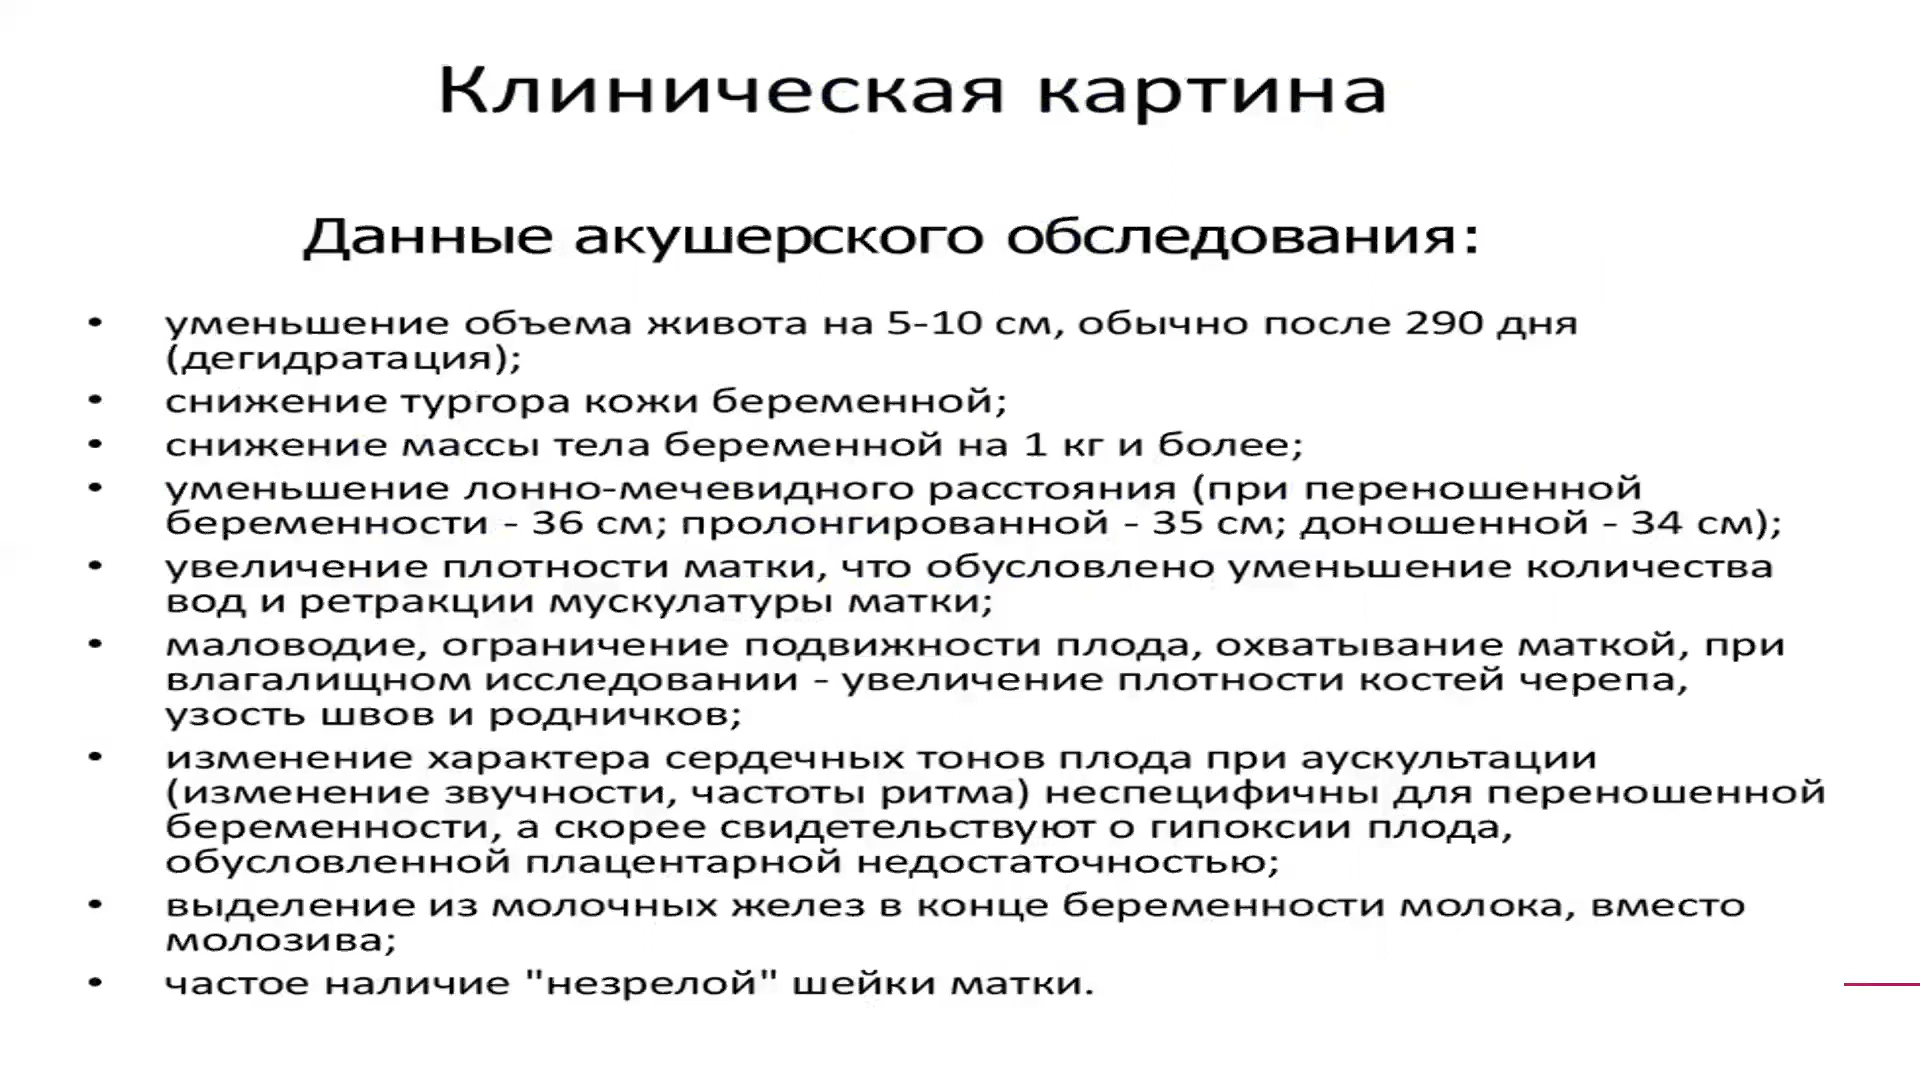 Клиническая картина
Данные акушерского обследования:
• уменьшение объема живота на 5-10 см, обычно после 290 дня
(дегидратация);
• снижение тургора кожи беременной;
• снижение массы тела беременной на 1 кг и более;
• уменьшение лонно-мечевидного расстояния (при переношенной
беременности - 36 см; пролонгированной - 35 см; доношенной - 34 см);
• увеличение плотности матки, что обусловлено уменьшение количества
вод и ретракции мускулатуры матки;
• маловодие, ограничение подвижности плода, охватывание маткой, при
влагалищном исследовании - увеличение плотности костей черепа,
узость швов и родничков;
• изменение характера сердечных тонов плода при аускультации
(изменение звучности, частоты ритма) неспецифичны для переношенной
беременности, а скорее свидетельствуют о гипоксии плода,
обусловленной плацентарной недостаточностью;
• выделение из молочных желез в конце беременности молока, вместо
молозива;
• частое наличие "незрелой" шейки матки.